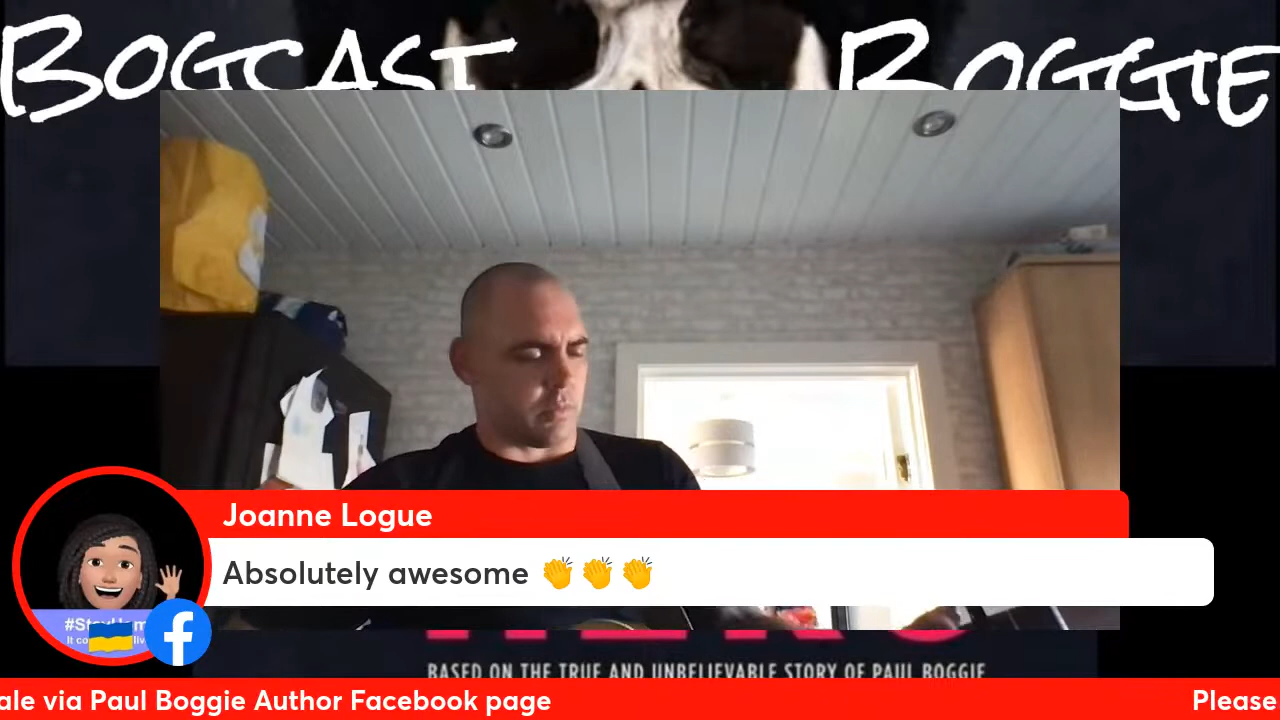 BOGCAST
BOGGIE
Joanne Logue
Absolutely awesome 👏👏👏
BASED ON THE TRUE AND UNBELIEVABLE STORY OF PAUL BOGGIE
ale via Paul Boggie Author Facebook page
Please